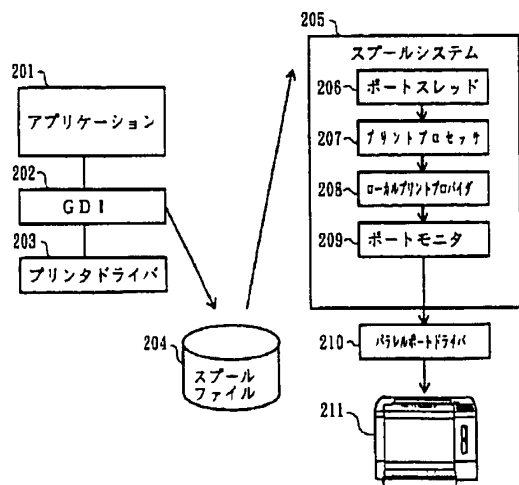 201
アプリケーション
202
GDI
203
プリンタドライバ
204
スプール
ファイル
205
スプールシステム
206
ポートスレッド
207
プリントプロセッサ
208
ローカルプリントプロバイダ
209
ポートモニタ
210
パラレルポートドライバ
211